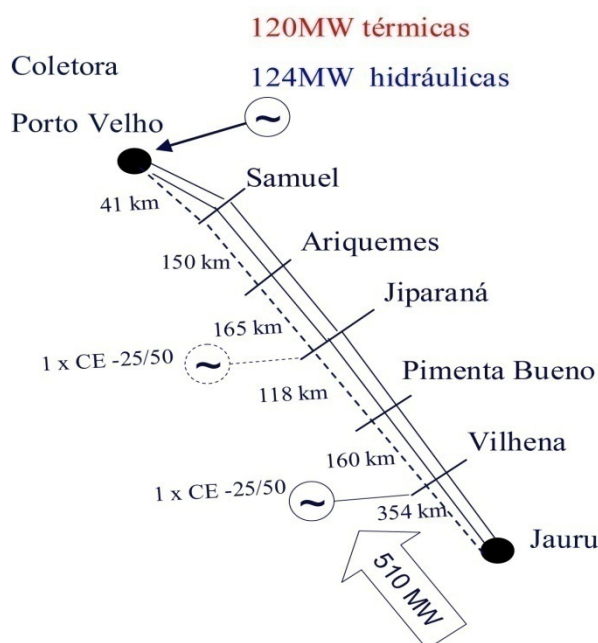 120MW térmicas
Coletora
124MW hidráulicas
~
Porto Velho
Samuel
41 km
Ariquemes
150 km
Jiparaná
165 km
1 x CE -25/50
~
118 km
Pimenta Bueno
Vilhena
160 km
1 x CE -25/50
~
354 km
Jauru
510 MW